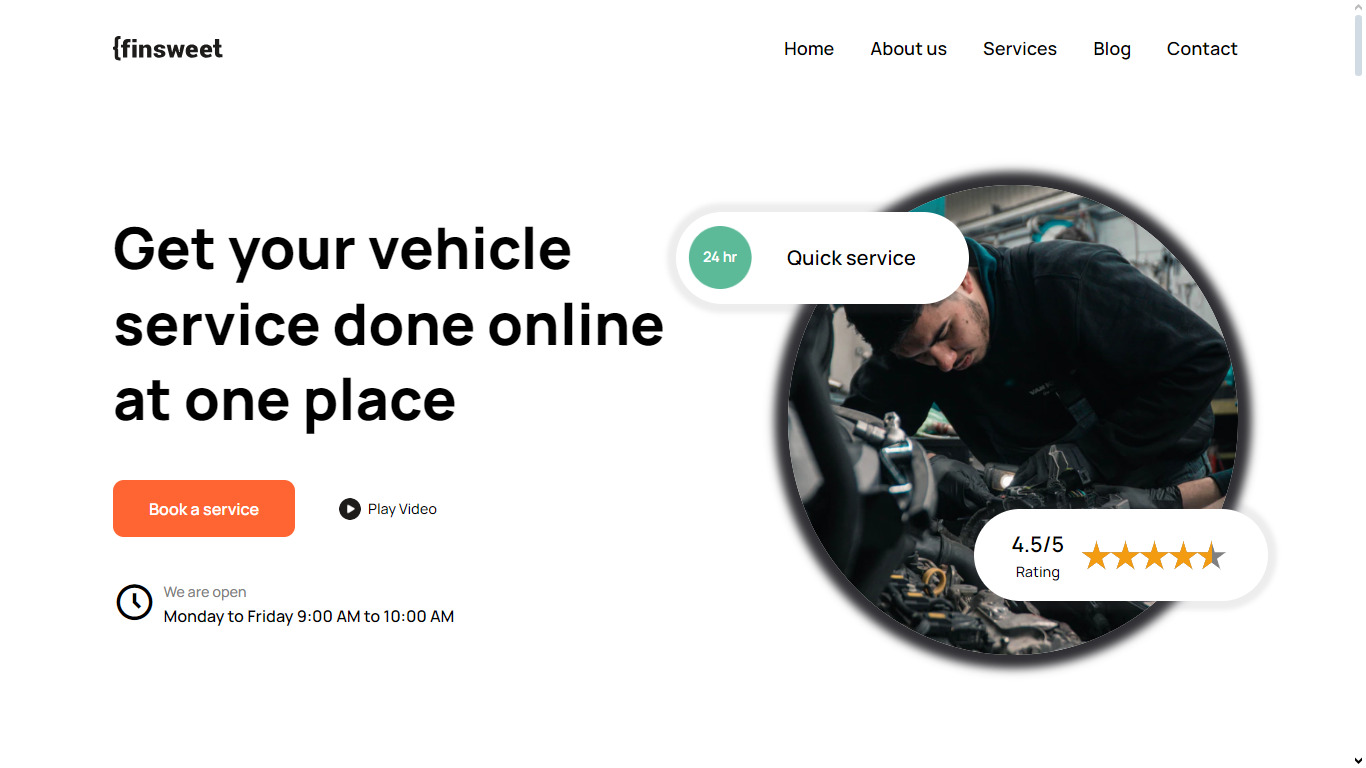 {finsweet
Home About us Services Blog Contact
Get your vehicle
service done online
at one place
24 hr Quick service
Book a service
Play Video
We are open
Monday to Friday 9:00 AM to 10:00 AM
4.5/5
Rating